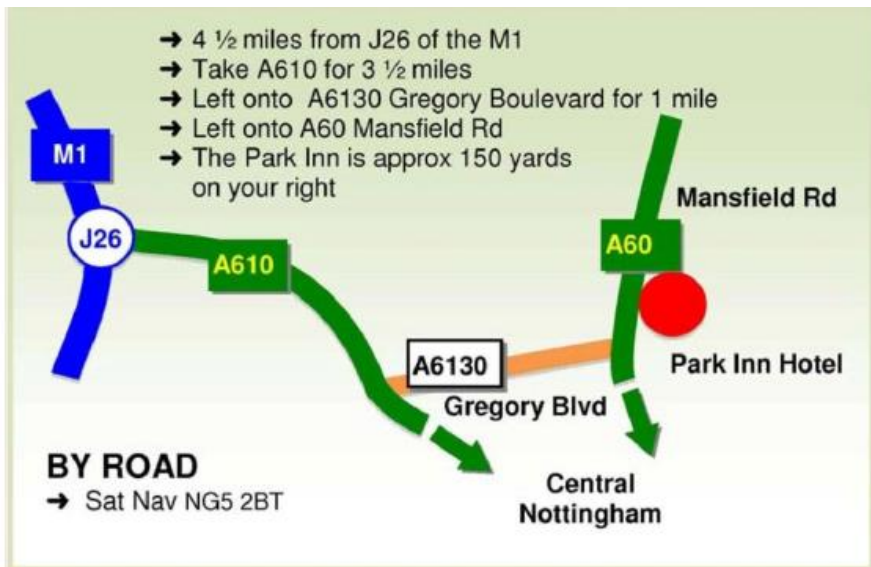 ➔ 4 ½ miles from J26 of the M1
➔ Take A610 for 3 ½ miles
➔ Left onto A6130 Gregory Boulevard for 1 mile
➔ Left onto A60 Mansfield Rd
➔ The Park Inn is approx 150 yards
on your right
M1
J26
A610
A6130
Gregory Blvd
A60
Mansfield Rd
Park Inn Hotel
Central
Nottingham
BY ROAD
➔ Sat Nav NG5 2BT